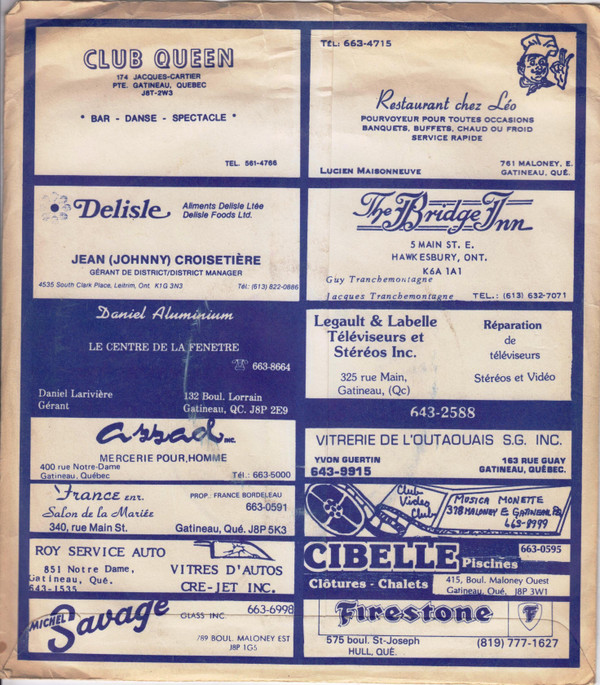 CLUB QUEEN
174 JACQUES-CARTIER
PTE. GATINEAU, QUEBEC
J8T-2W3
* BAR - DANSE - SPECTACLE *
TEL. 561-4766
TÉL: 663-4715
Restaurant chez Léo
POURVOYEUR POUR TOUTES OCCASIONS
BANQUETS, BUFFETS, CHAUD OU FROID
SERVICE RAPIDE
LUCIEN MAISONNEUVE
761 MALONEY, E.
GATINEAU, QUÉ.
Delisle
Aliments Delisle Ltée
Delisle Foods Ltd.
JEAN (JOHNNY) CROISETIÈRE
GÉRANT DE DISTRICT/DISTRICT MANAGER
4535 South Clark Place, Leitrim, Ont. K1G 3N3
Tél: (613) 822-0886
The Bridge Inn
5 MAIN ST. E.
HAWKESBURY, ONT.
K6A 1A1
Guy Tranchemontagne
Jacques Tranchemontagne
TEL.: (613) 632-7071
Daniel Aluminium
LE CENTRE DE LA FENETRE
663-8664
Daniel Larivière
Gérant
132 Boul. Lorrain
Gatineau, QC. J8P 2E9
Legault & Labelle
Téléviseurs et
Stéréos Inc.
325 rue Main,
Gatineau, (Qc)
Réparation
de
téléviseurs
Stéréos et Vidéo
643-2588
assad INC.
MERCERIE POUR HOMME
400 rue Notre-Dame
Gatineau, Québec
Tél.: 663-5000
VITRERIE DE L'OUTAOUAIS S.G. INC.
YVON GUERTIN
643-9915
163 RUE GUAY
GATINEAU, QUÉBEC.
France enr.
Salon de la Mariée
340, rue Main St.
PROP.: FRANCE BORDELEAU
663-0591
Gatineau, Qué. J8P 5K3
Club
Video
Club
MUSICA MONETTE
378 MALONEY E GATINEAU
663-8999
ROY SERVICE AUTO
851 Notre Dame,
Gatineau, Qué.
643-1535
VITRES D'AUTOS
CRE-JET INC.
CIBELLE
Piscines
663-0595
Clôtures - Chalets
415, Boul. Maloney Ouest
Gatineau, Qué. J8P 3W1
MICHEL
Savage
GLASS INC.
663-6998
789 BOUL. MALONEY EST
J8P 1G5
Firestone
F
575 boul. St-Joseph
HULL, QUÉ.
(819) 777-1627